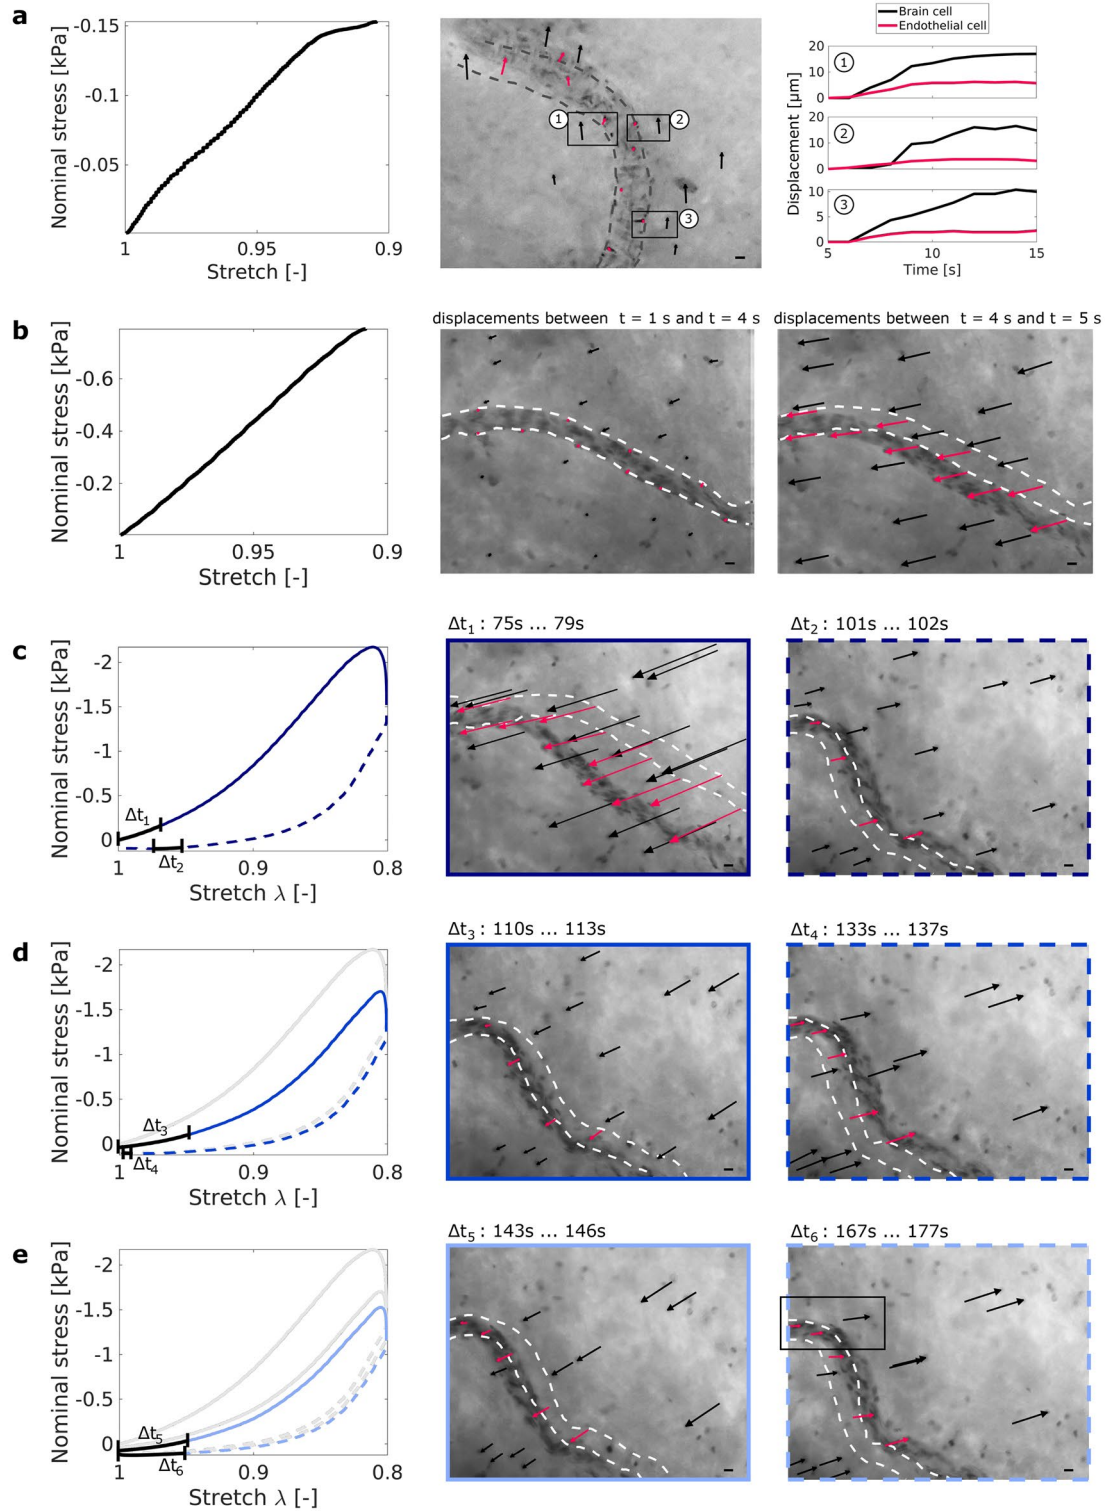 a
Nominal stress [kPa]
-0.15
-0.1
-0.05
1
0.95
0.9
Stretch [-]
1
2
3
Brain cell
Endothelial cell
Displacement [µm]
20
10
0
1
20
10
0
2
10
5
0
3
5
10
15
Time [s]
b
Nominal stress [kPa]
-0.6
-0.4
-0.2
1
0.95
0.9
Stretch [-]
displacements between t = 1 s and t = 4 s
displacements between t = 4 s and t = 5 s
c
Nominal stress [kPa]
-2
-1.5
-1
-0.5
0
Δt1
Δt2
1
0.9
0.8
Stretch λ [-]
Δt1 : 75s ... 79s
Δt2 : 101s ... 102s
d
Nominal stress [kPa]
-2
-1.5
-1
-0.5
0
Δt3
Δt4
1
0.9
0.8
Stretch λ [-]
Δt3 : 110s ... 113s
Δt4 : 133s ... 137s
e
Nominal stress [kPa]
-2
-1.5
-1
-0.5
0
Δt5
Δt6
1
0.9
0.8
Stretch λ [-]
Δt5 : 143s ... 146s
Δt6 : 167s ... 177s